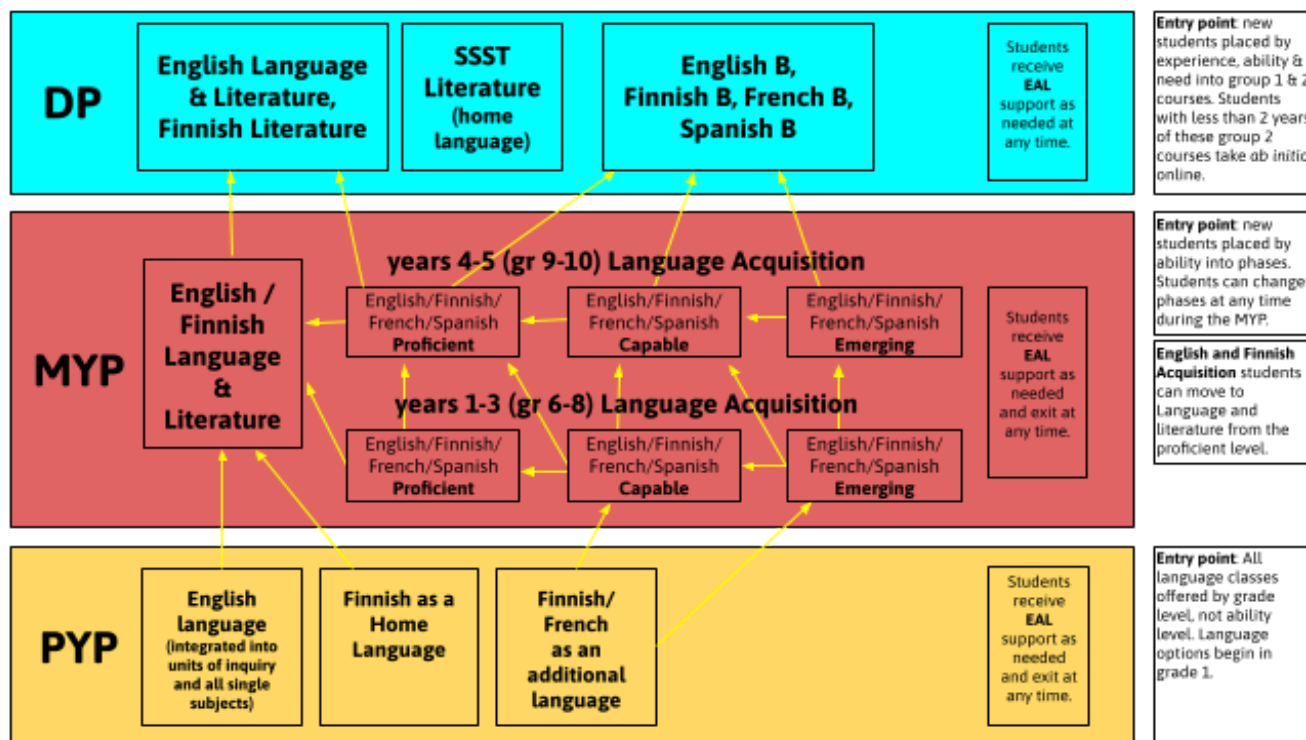 DP
English Language
& Literature,
Finnish Literature
SSST
Literature
(home
language)
English B,
Finnish B, French B,
Spanish B
Students
receive
EAL
support as
needed at
any time.
Entry point: new
students placed by
experience, ability &
need into group 1 & 2
courses. Students
with less than 2 years
of these group 2
courses take ab initio
online.
MYP
English /
Finnish
Language
&
Literature
years 4-5 (gr 9-10) Language Acquisition
English/Finnish/
French/Spanish
Proficient
English/Finnish/
French/Spanish
Capable
English/Finnish/
French/Spanish
Emerging
years 1-3 (gr 6-8) Language Acquisition
English/Finnish/
French/Spanish
Proficient
English/Finnish/
French/Spanish
Capable
English/Finnish/
French/Spanish
Emerging
Students
receive
EAL
support as
needed
and exit at
any time.
Entry point: new
students placed by
ability into phases.
Students can change
phases at any time
during the MYP.
English and Finnish
Acquisition students
can move to
Language and
literature from the
proficient level.
PYP
English
language
(integrated into
units of inquiry
and all single
subjects)
Finnish as a
Home
Language
Finnish/
French
as an
additional
language
Students
receive
EAL
support as
needed
and exit at
any time.
Entry point: All
language classes
offered by grade
level, not ability
level. Language
options begin in
grade 1.